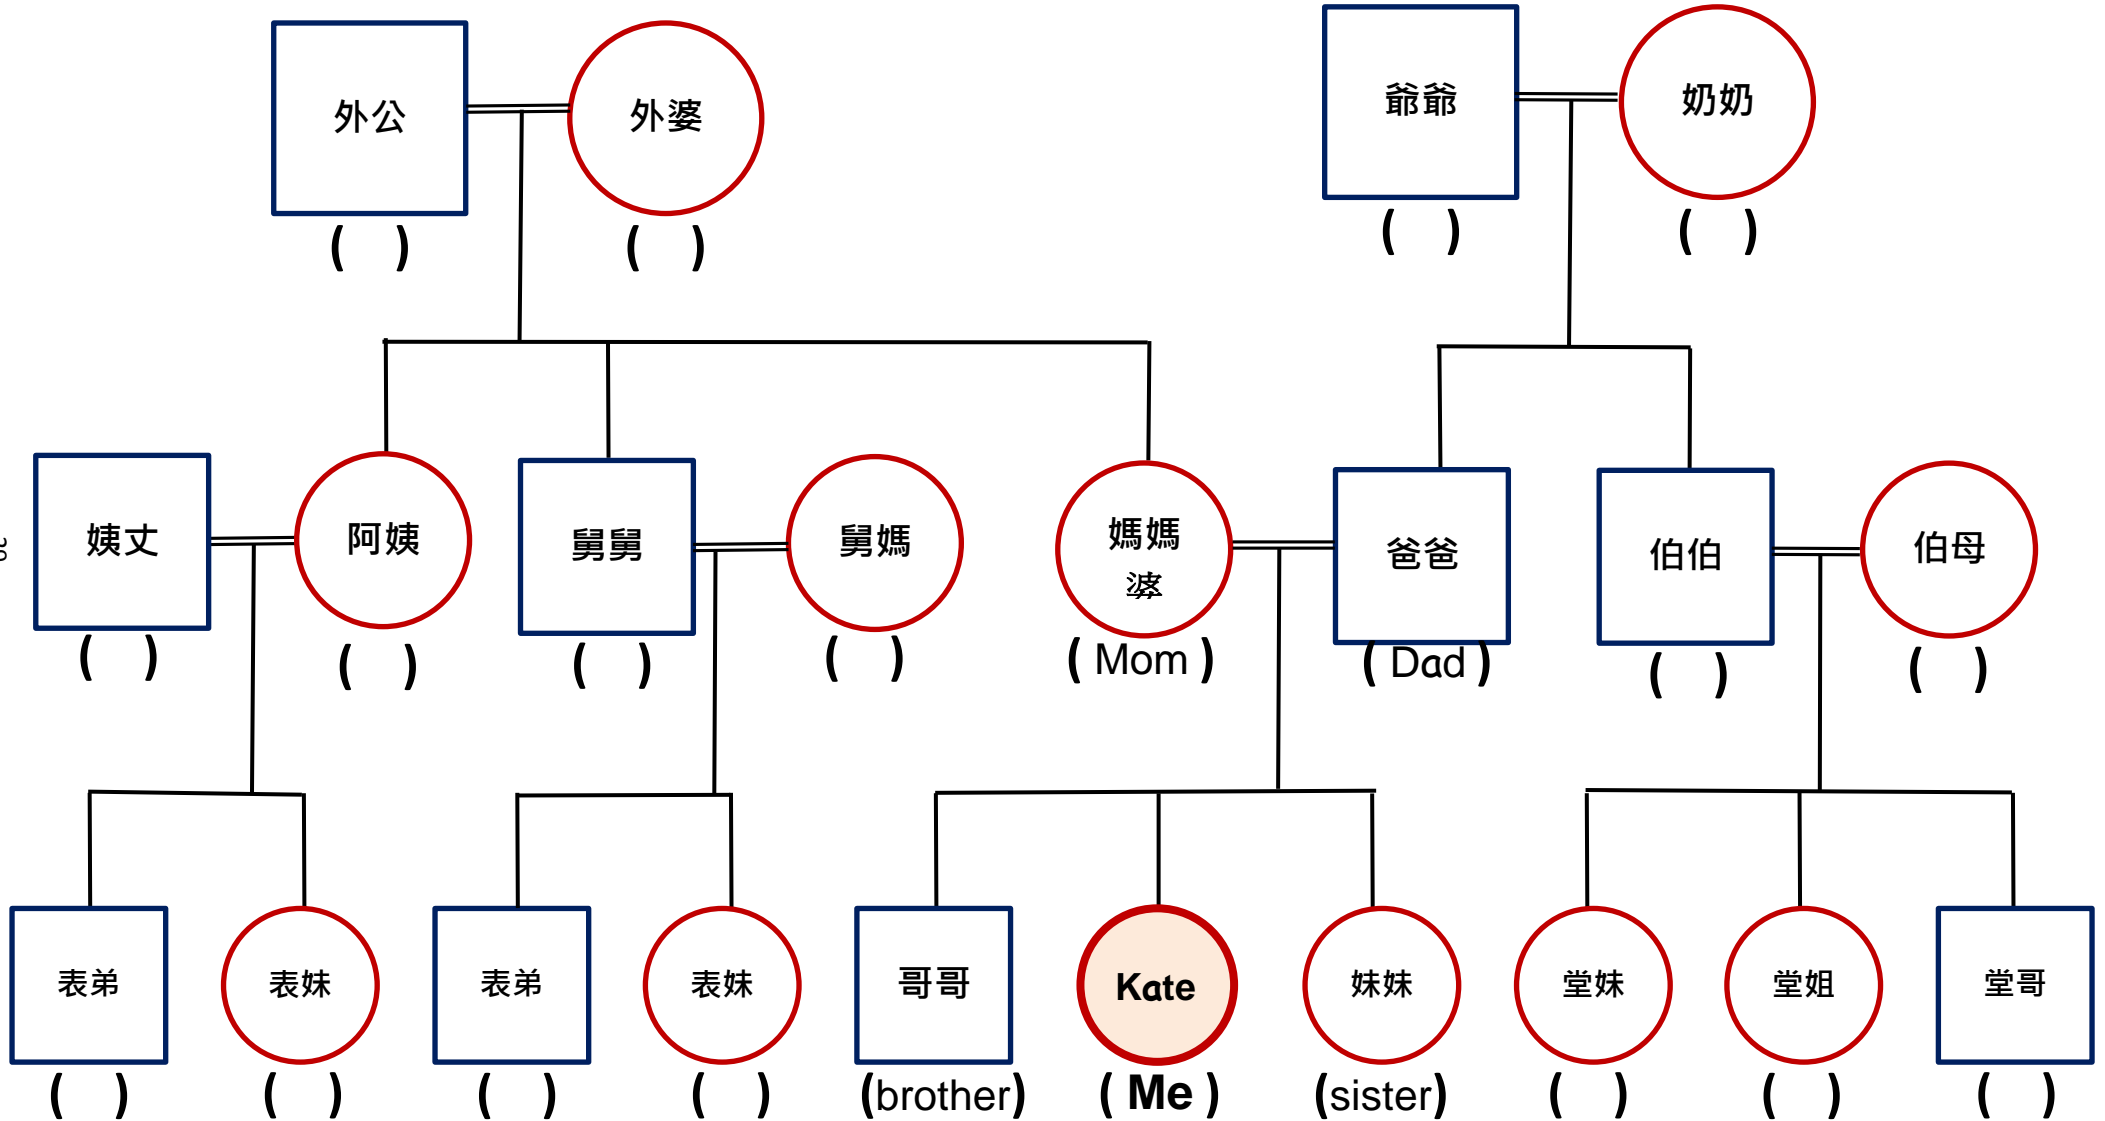 外公
外婆
爺爺
奶奶
( )
( )
( )
( )
姨丈
阿姨
舅舅
舅媽
媽媽
婆
爸爸
伯伯
伯母
( )
( )
( )
( )
( Mom )
( Dad )
( )
( )
表弟
表妹
表弟
表妹
哥哥
Kate
妹妹
堂妹
堂姐
堂哥
( )
( )
( )
( )
(brother)
( Me )
(sister)
( )
( )
( )